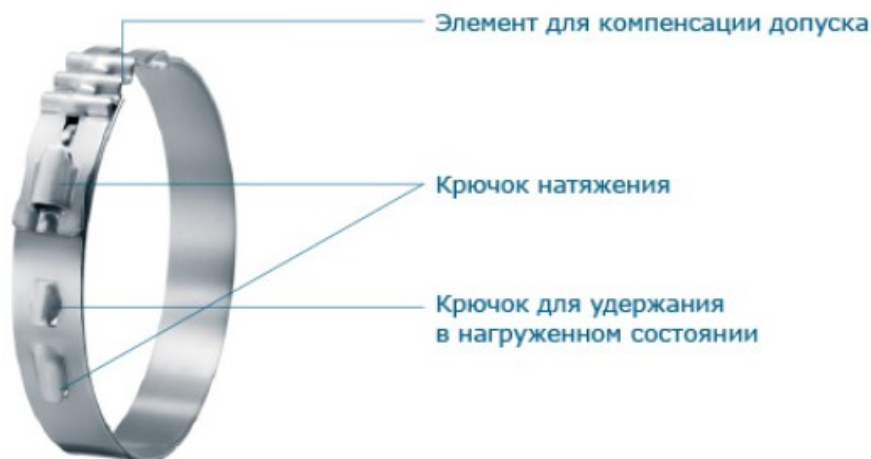 Элемент для компенсации допуска
Крючок натяжения
Крючок для удержания
в нагруженном состоянии